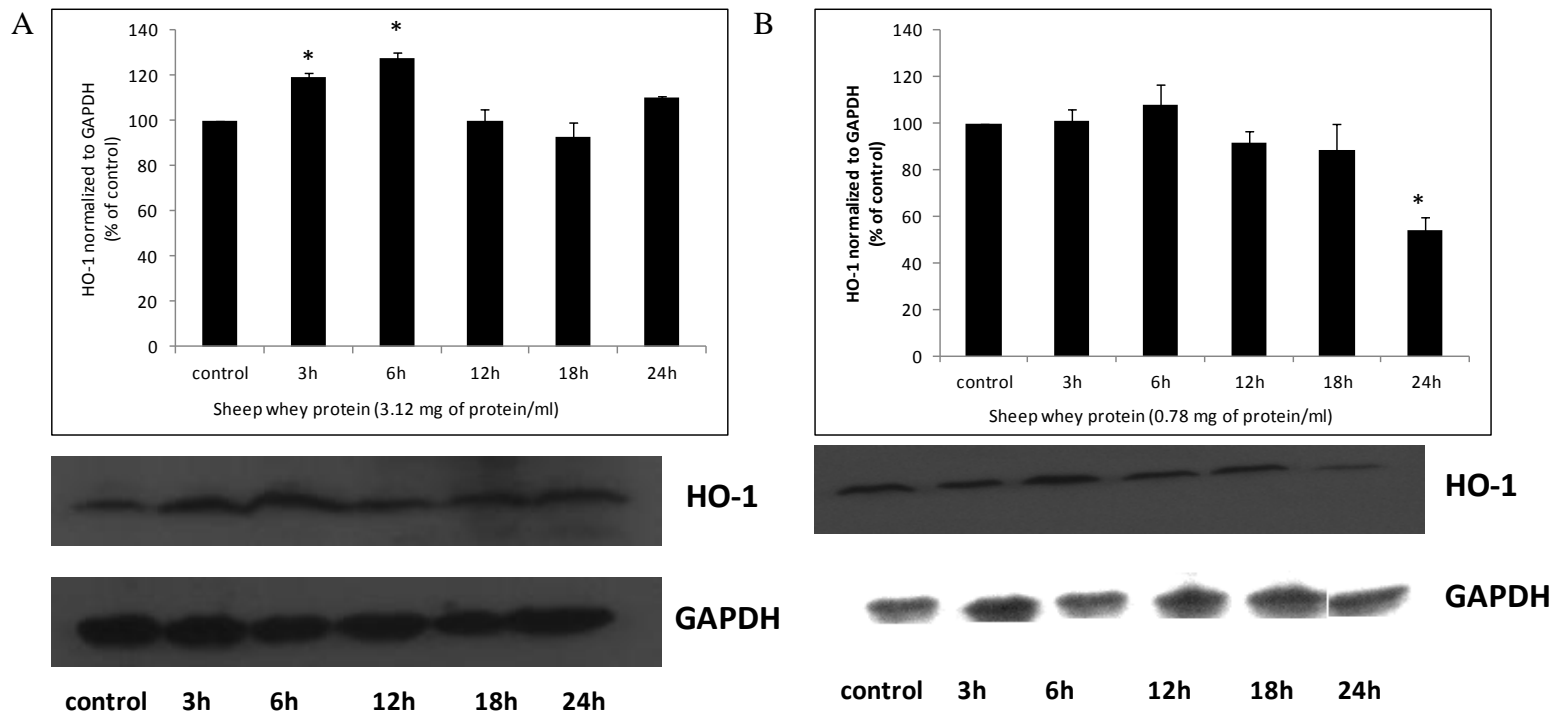 A
HO-1 normalized to GAPDH
(% of control)
140
120
100
80
60
40
20
0
*
*
control 3h 6h 12h 18h 24h
Sheep whey protein (3.12 mg of protein/ml)
HO-1
GAPDH
control 3h 6h 12h 18h 24h
B
HO-1 normalized to GAPDH
(% of control)
140
120
100
80
60
40
20
0
*
control 3h 6h 12h 18h 24h
Sheep whey protein (0.78 mg of protein/ml)
HO-1
GAPDH
control 3h 6h 12h 18h 24h